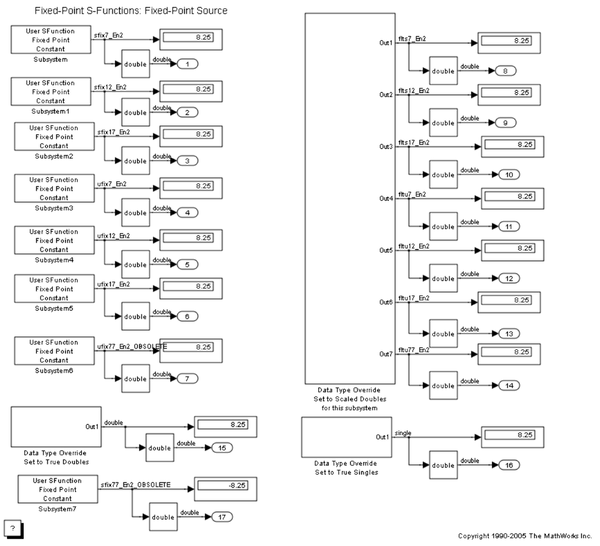 Fixed-Point S-Functions: Fixed-Point Source
User SFunction
Fixed Point
Constant
Subsystem
sfix7_En2
8.25
double
double
1
User SFunction
Fixed Point
Constant
Subsystem1
sfix12_En2
8.25
double
double
2
User SFunction
Fixed Point
Constant
Subsystem2
sfix17_En2
8.25
double
double
3
User SFunction
Fixed Point
Constant
Subsystem3
ufix7_En2
8.25
double
double
4
User SFunction
Fixed Point
Constant
Subsystem4
ufix12_En2
8.25
double
double
5
User SFunction
Fixed Point
Constant
Subsystem5
ufix17_En2
8.25
double
double
6
User SFunction
Fixed Point
Constant
Subsystem6
ufix77_En2_OBSOLETE
8.25
double
double
7
Out1
double
8.25
double
double
15
Data Type Override
Set to True Doubles
User SFunction
Fixed Point
Constant
Subsystem7
sfix77_En2_OBSOLETE
-8.25
double
double
17
?
Out1
flts7_En2
8.25
double
double
8
Out2
flts12_En2
8.25
double
double
9
Out3
flts17_En2
8.25
double
double
10
Out4
fltu7_En2
8.25
double
double
11
Out5
fltu12_En2
8.25
double
double
12
Out6
fltu17_En2
8.25
double
double
13
Out7
fltu77_En2
8.25
double
double
14
Data Type Override
Set to Scaled Doubles
for this subsystem
Out1
single
8.25
double
double
16
Data Type Override
Set to True Singles
Copyright 1990-2005 The MathWorks Inc.